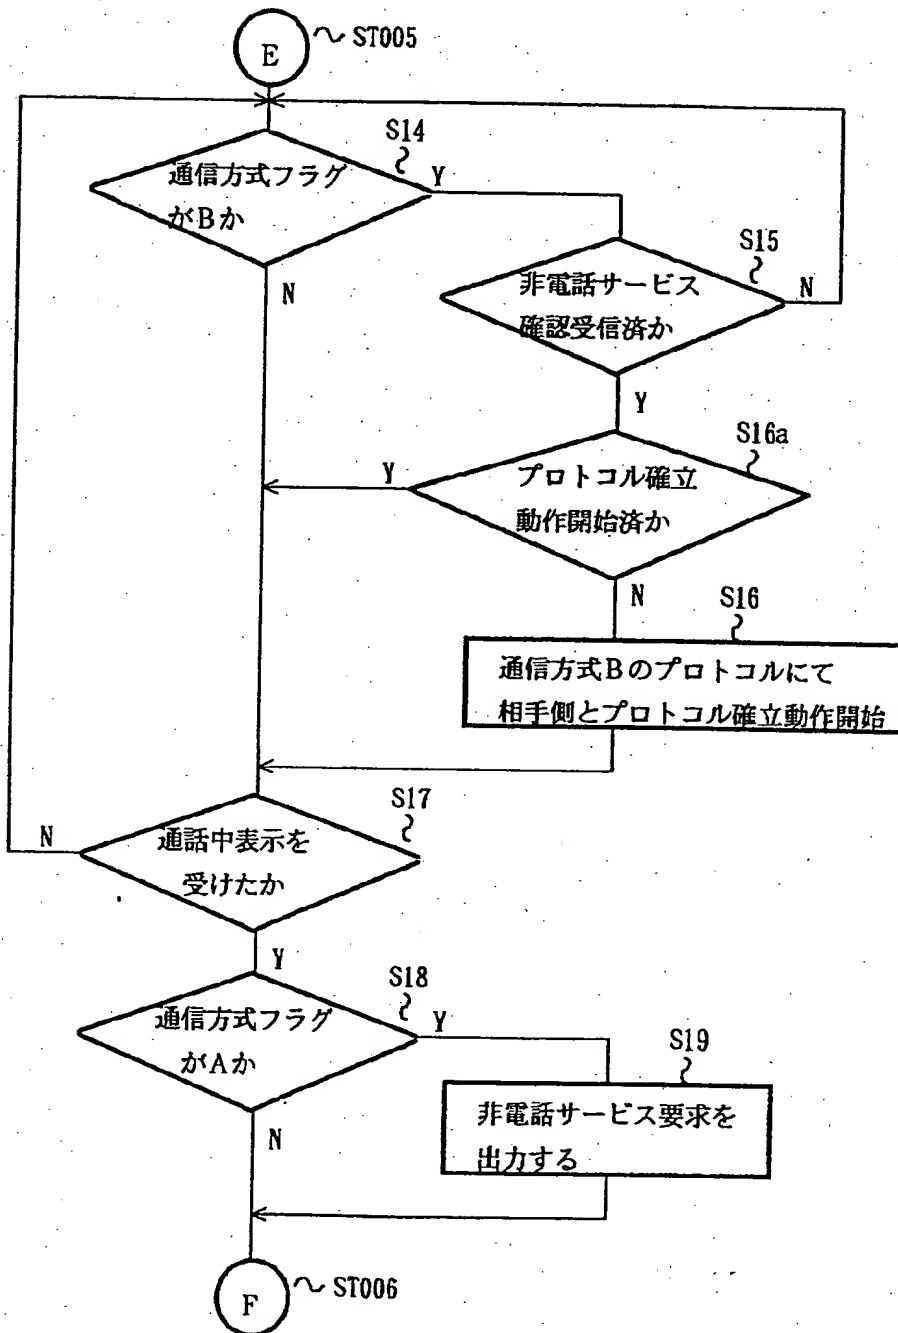 E
ST005
S14
通信方式フラグ
がBか
Y
N
S15
非電話サービス
確認受信済か
N
Y
S16a
プロトコル確立
動作開始済か
Y
N
S16
通信方式Bのプロトコルにて
相手側とプロトコル確立動作開始
S17
通話中表示を
受けたか
N
Y
S18
通信方式フラグ
がAか
Y
N
S19
非電話サービス要求を
出力する
F
ST006